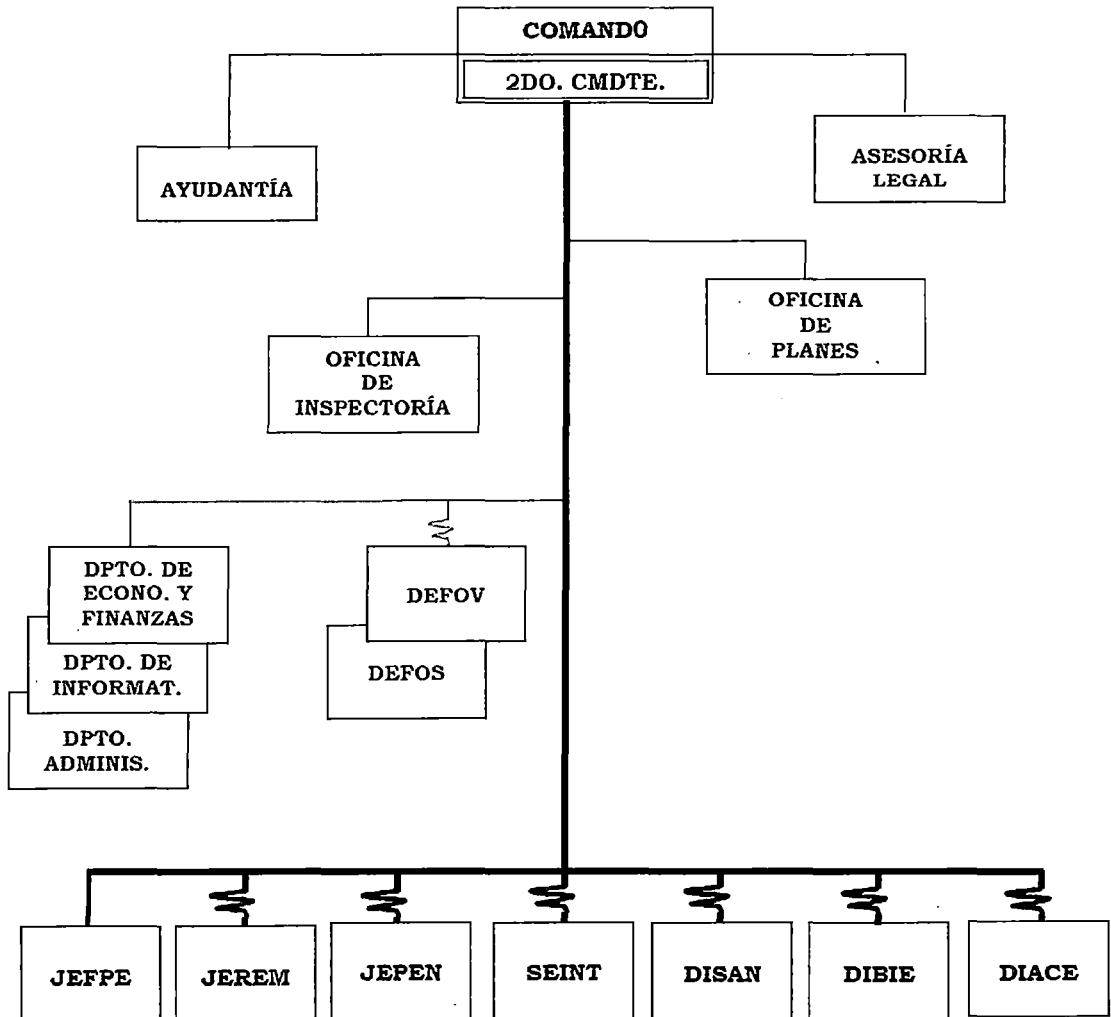 COMANDO
2DO. CMDTE.
AYUDANTÍA
ASESORÍA
LEGAL
OFICINA
DE
PLANES
OFICINA
DE
INSPECTORÍA
DPTO. DE
ECONO. Y
FINANZAS
DPTO. DE
INFORMAT.
DPTO.
ADMINIS.
DEFOV
DEFOS
JEFPE
JEREM
JEPEN
SEINT
DISAN
DIBIE
DIACE